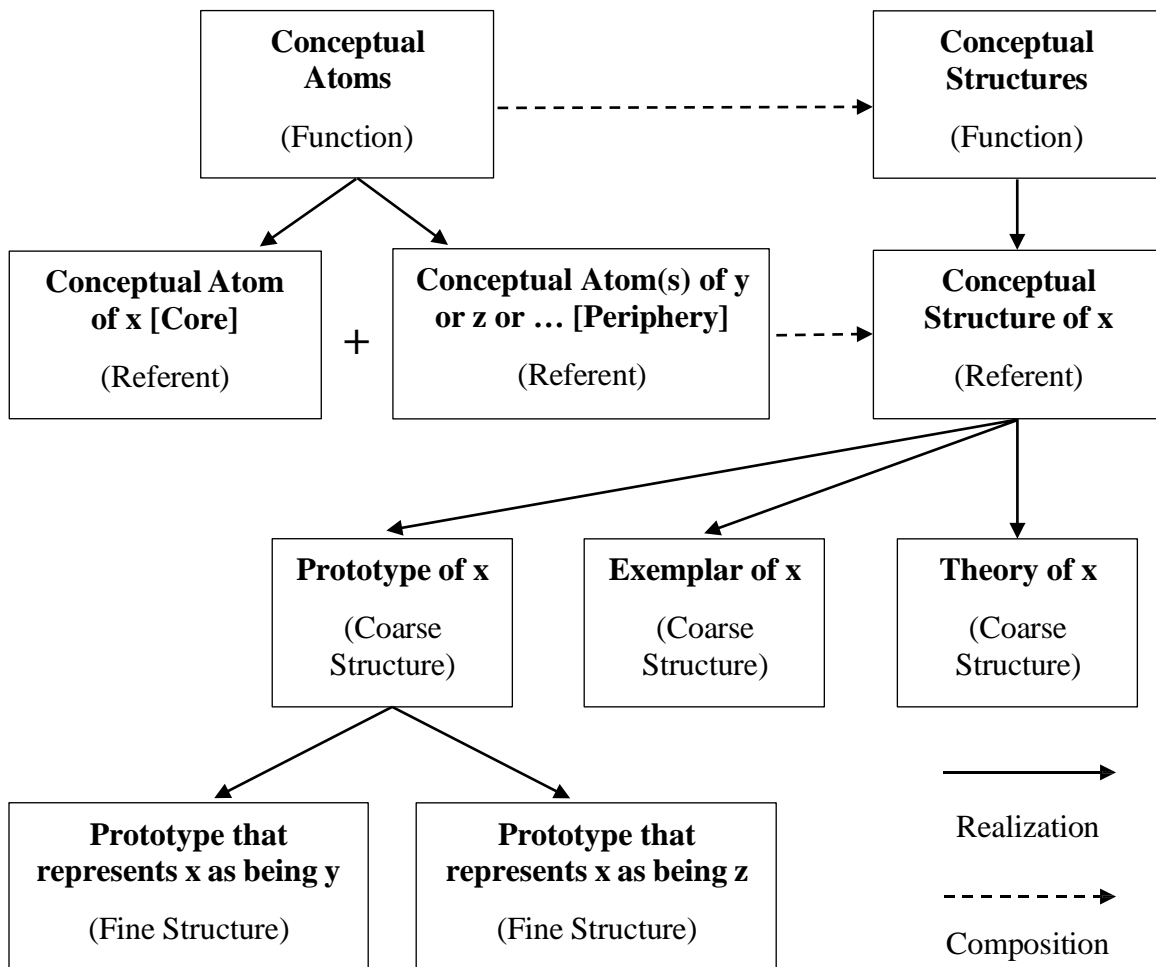 Conceptual
Atoms
(Function)
Conceptual
Structures
(Function)
Conceptual Atom
of x [Core]
(Referent)
+
Conceptual Atom(s) of y
or z or … [Periphery]
(Referent)
Conceptual
Structure of x
(Referent)
Prototype of x
(Coarse
Structure)
Exemplar of x
(Coarse
Structure)
Theory of x
(Coarse
Structure)
Prototype that
represents x as being y
(Fine Structure)
Prototype that
represents x as being z
(Fine Structure)
Realization
Composition